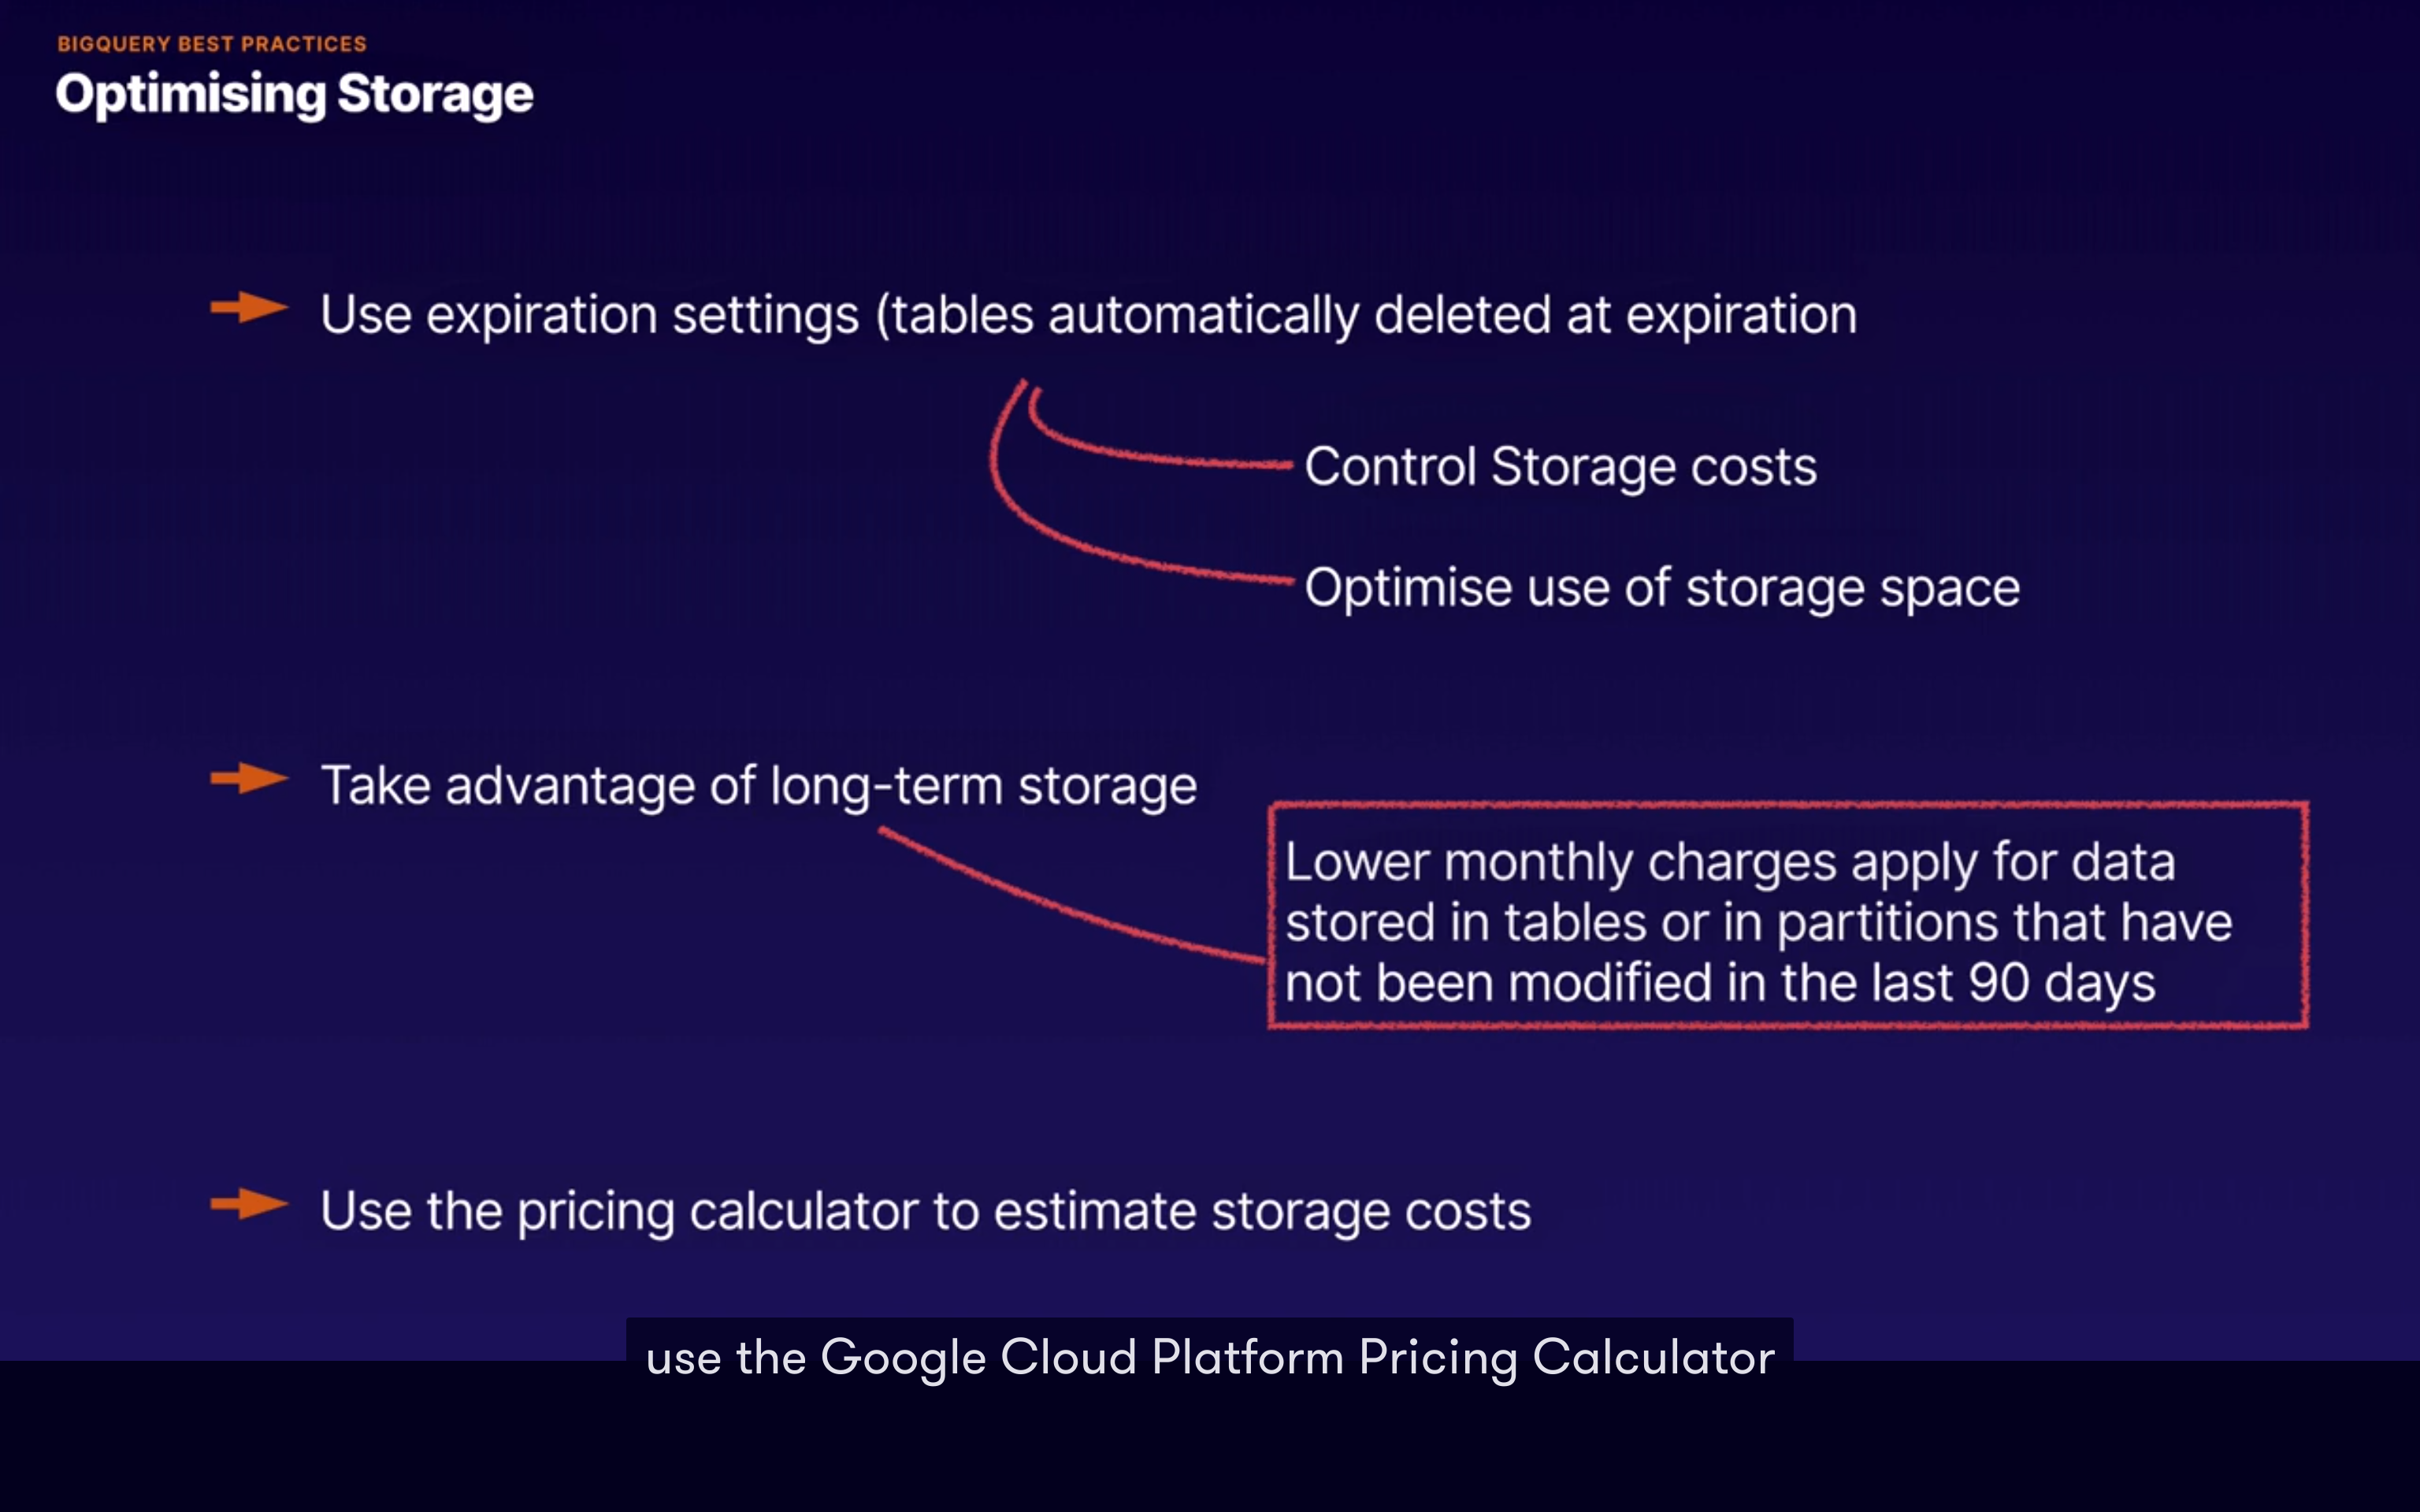 BIGQUERY BEST PRACTICES
Optimising Storage
Use expiration settings (tables automatically deleted at expiration
Control Storage costs
Optimise use of storage space
Take advantage of long-term storage
Lower monthly charges apply for data
stored in tables or in partitions that have
not been modified in the last 90 days
Use the pricing calculator to estimate storage costs
use the Google Cloud Platform Pricing Calculator